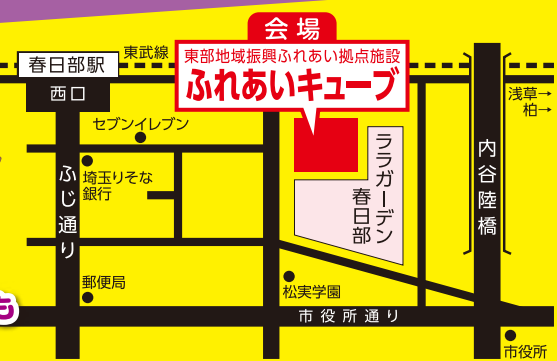 会場
東部地域振興ふれあい拠点施設
ふれあいキューブ
東武線
春日部駅
西口
浅草→
柏→
セブンイレブン
埼玉りそな
銀行
ふじ通り
ララガーデン
春日部
内谷陸橋
郵便局
松実学園
市役所通り
市役所
も